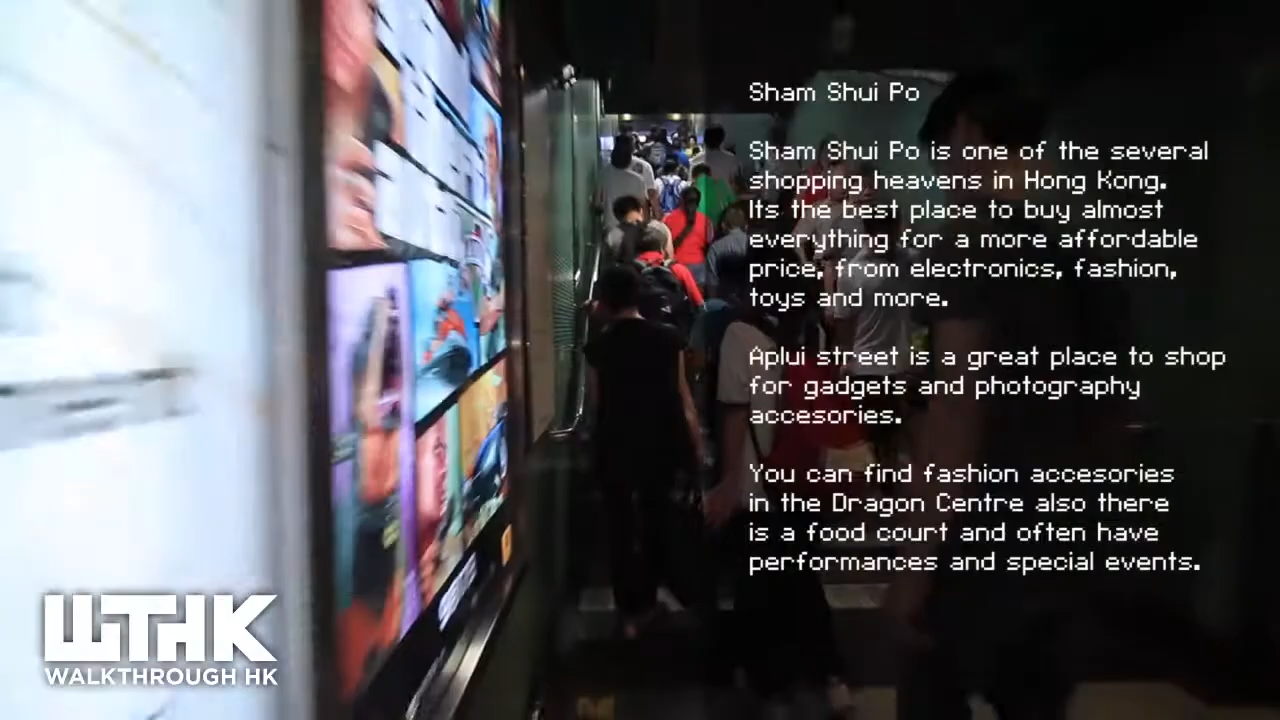 Sham Shui Po
Sham Shui Po is one of the several
shopping heavens in Hong Kong.
Its the best place to buy almost
everything for a more affordable
price, from electronics, fashion,
toys and more.
Aplui street is a great place to shop
for gadgets and photography
accesories.
You can find fashion accesories
in the Dragon Centre also there
is a food court and often have
performances and special events.
WTHK
WALKTHROUGH HK